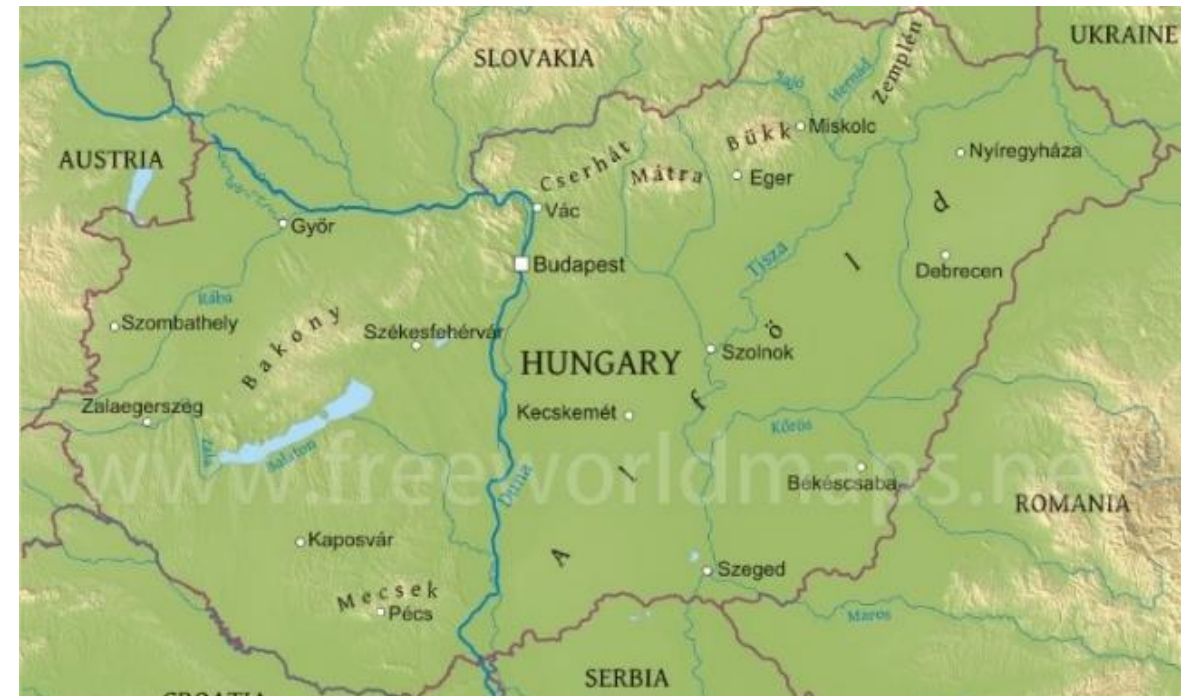 UKRAINE
SLOVAKIA
Zemplén
Sajó
Hernád
Bükk
Miskolc
AUSTRIA
Cserhát
Mátra
Eger
Nyíregyháza
Vác
Győr
Budapest
Tisza
Debrecen
Rába
Szombathely
Bakony
Székesfehérvár
HUNGARY
Szolnok
Alföld
Zalaegerszeg
Kecskemét
Körös
Zala
Balaton
www.freeworldmaps.net
Duna
Békéscsaba
ROMANIA
Kaposvár
Szeged
Mecsek
Pécs
Maros
SERBIA
CROATIA